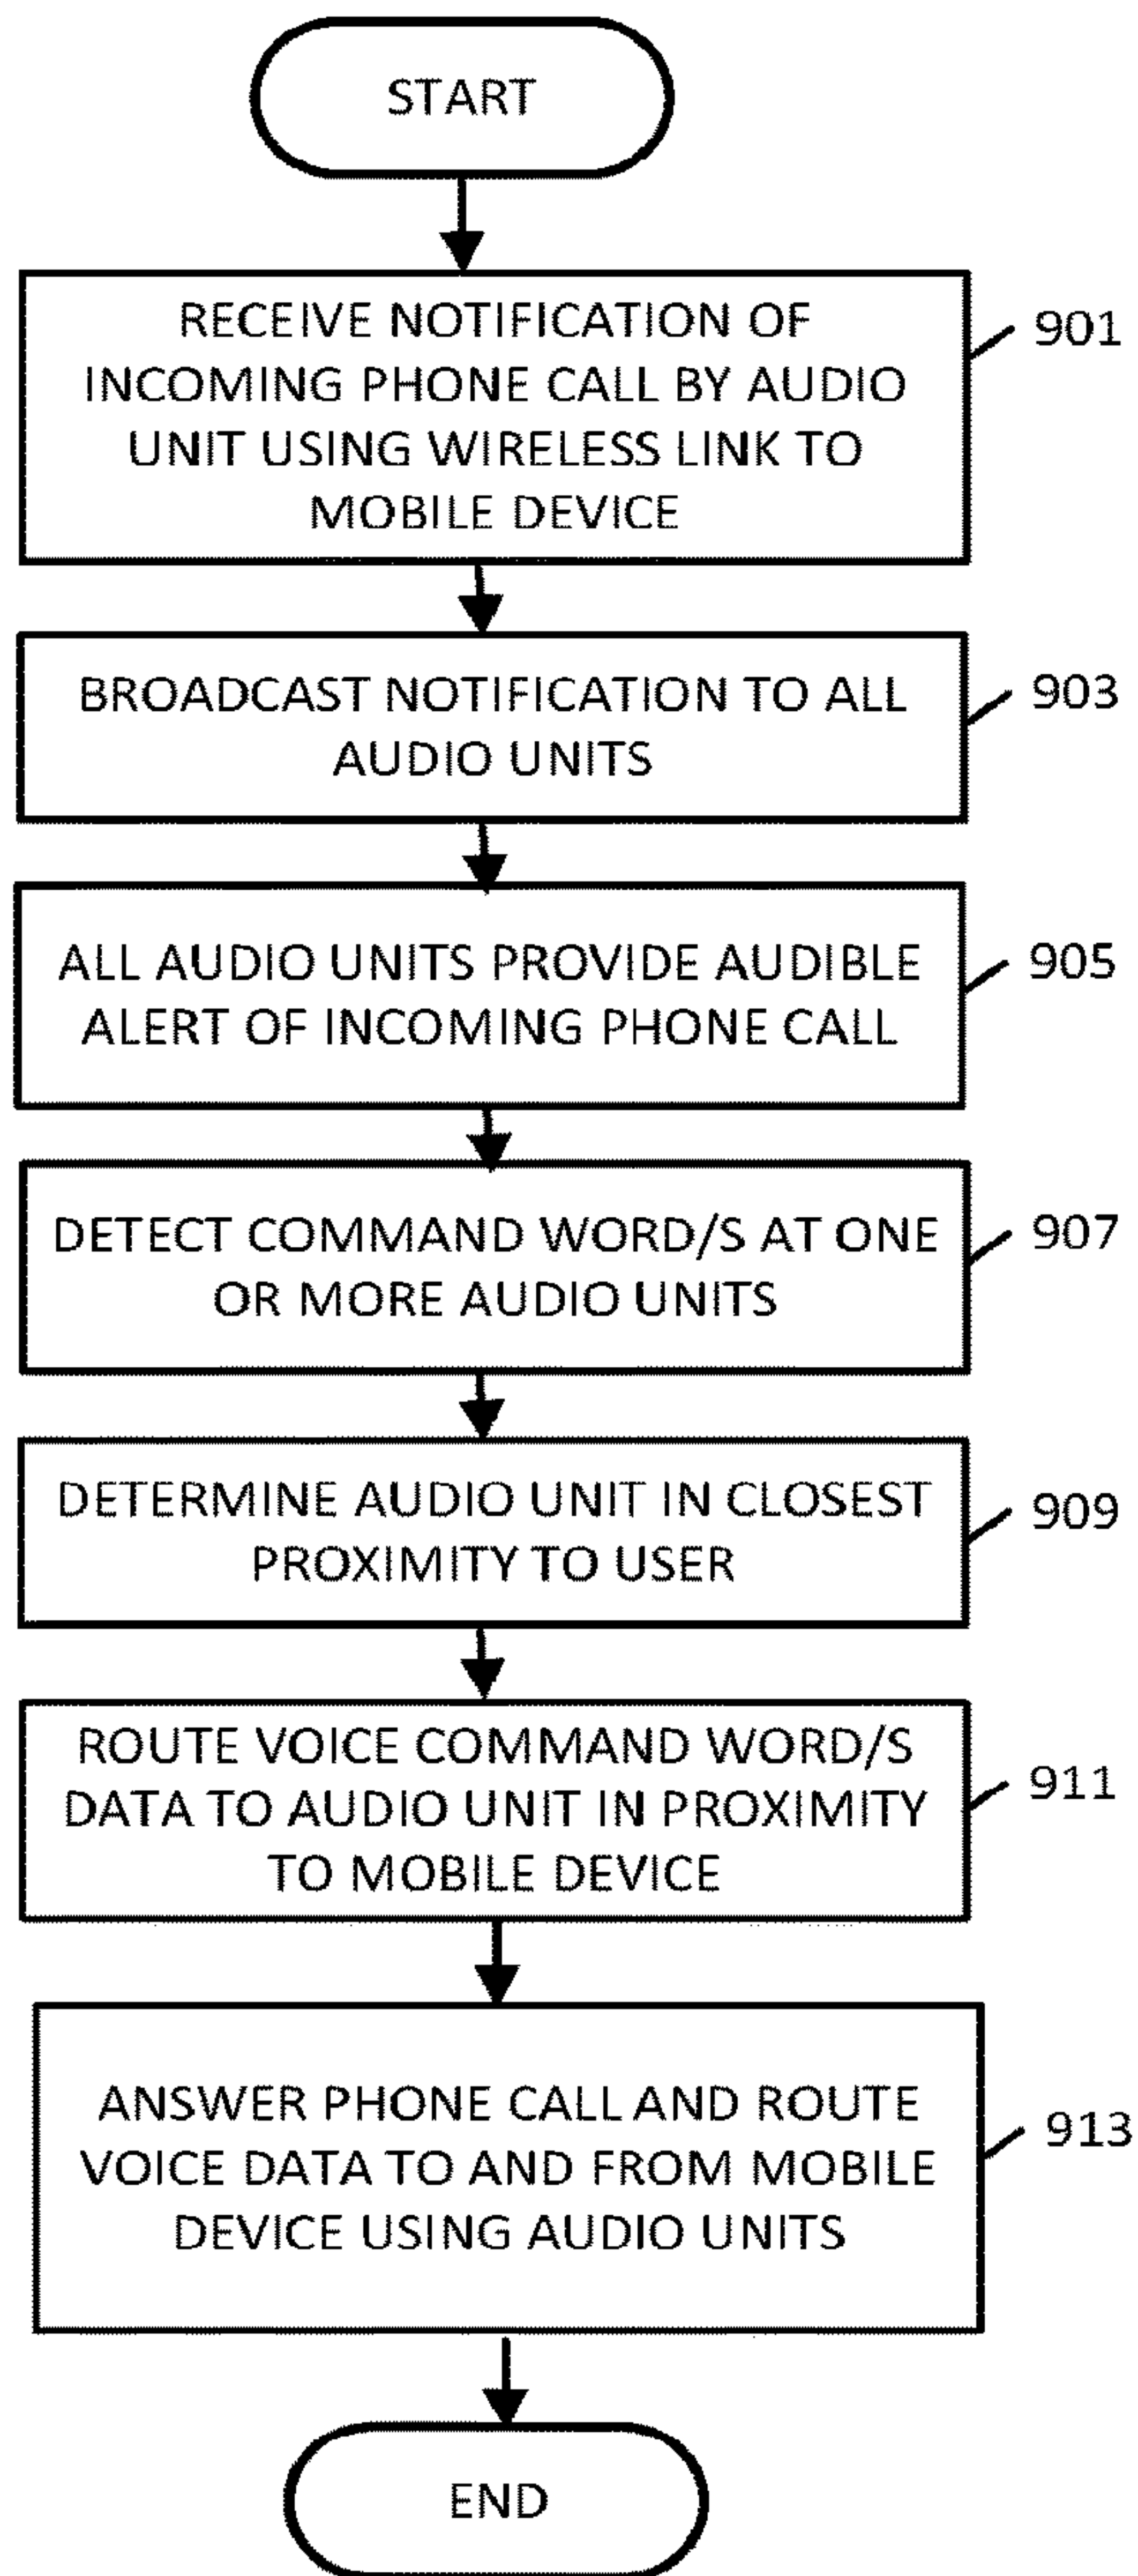 START
RECEIVE NOTIFICATION OF
INCOMING PHONE CALL BY AUDIO
UNIT USING WIRELESS LINK TO
MOBILE DEVICE
901
BROADCAST NOTIFICATION TO ALL
AUDIO UNITS
903
ALL AUDIO UNITS PROVIDE AUDIBLE
ALERT OF INCOMING PHONE CALL
905
DETECT COMMAND WORD/S AT ONE
OR MORE AUDIO UNITS
907
DETERMINE AUDIO UNIT IN CLOSEST
PROXIMITY TO USER
909
ROUTE VOICE COMMAND WORD/S
DATA TO AUDIO UNIT IN PROXIMITY
TO MOBILE DEVICE
911
ANSWER PHONE CALL AND ROUTE
VOICE DATA TO AND FROM MOBILE
DEVICE USING AUDIO UNITS
913
END